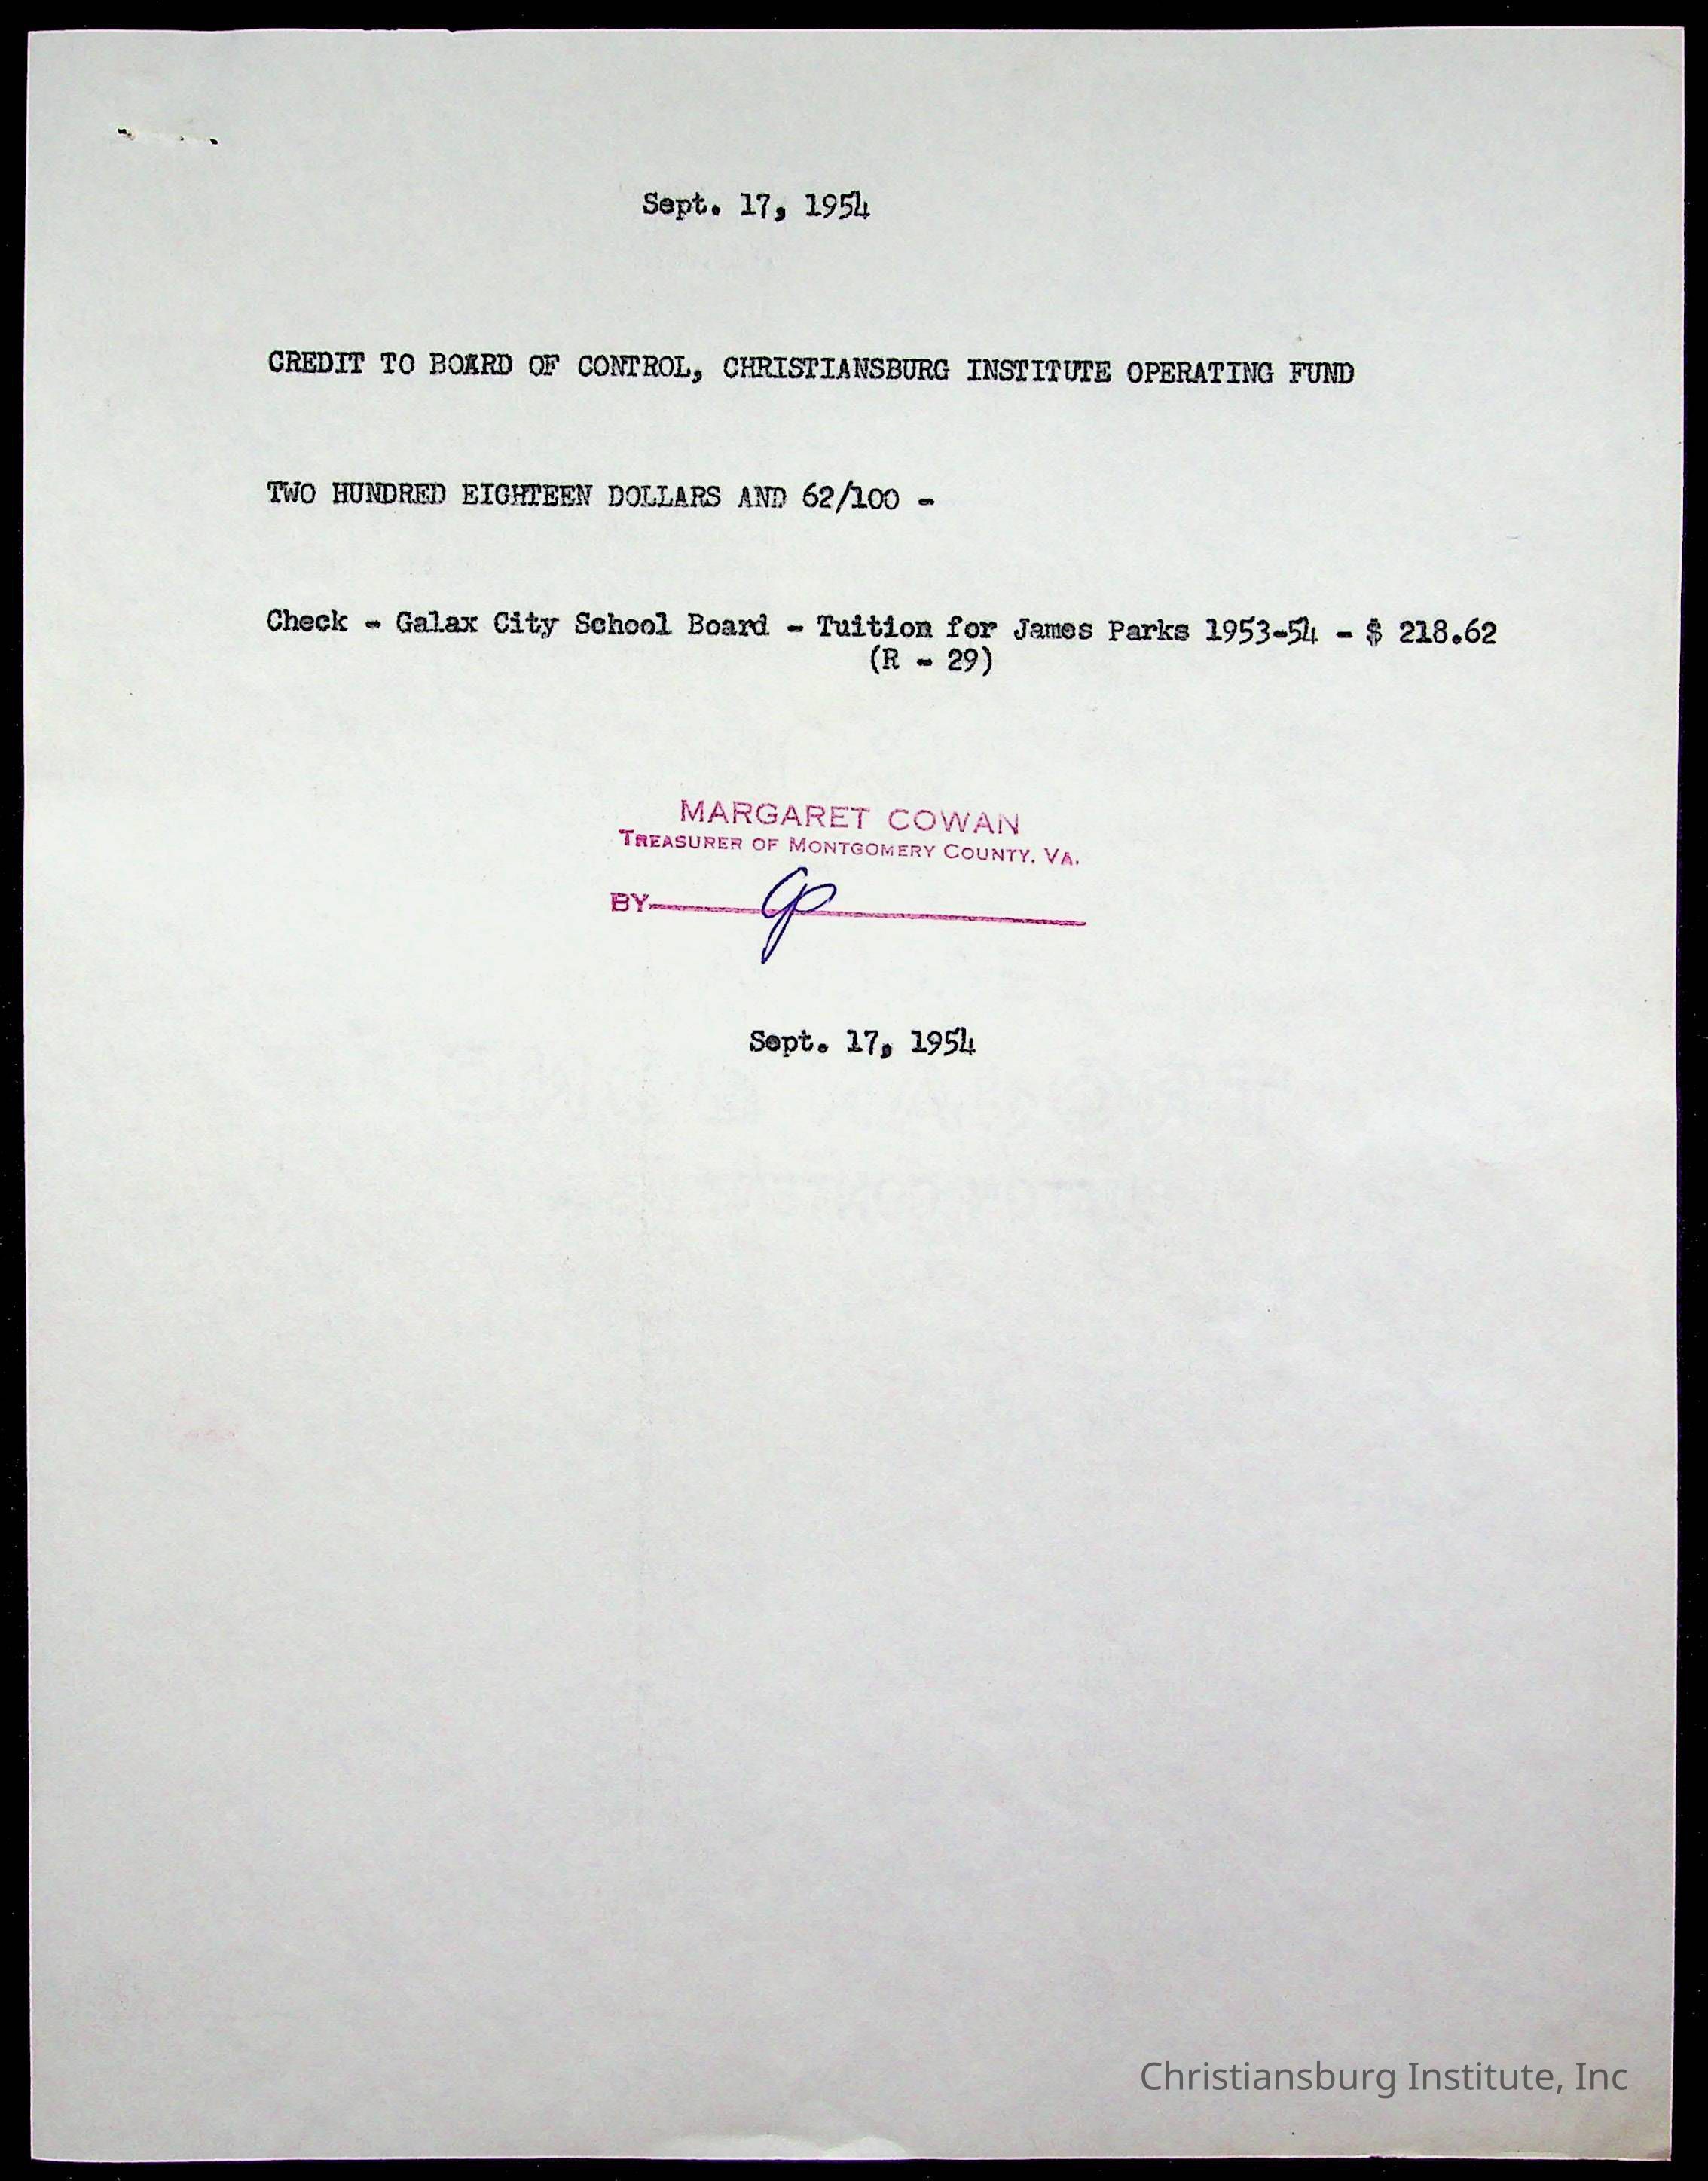 Sept. 17, 1954
CREDIT TO BOARD OF CONTROL, CHRISTIANSBURG INSTITUTE OPERATING FUND
TWO HUNDRED EIGHTEEN DOLLARS AND 62/100 -
Check - Galax City School Board - Tuition for James Parks 1953-54 - $ 218.62
(R - 29)
MARGARET COWAN
TREASURER OF MONTGOMERY COUNTY, VA.
BY
Sept. 17, 1954
Christiansburg Institute, Inc